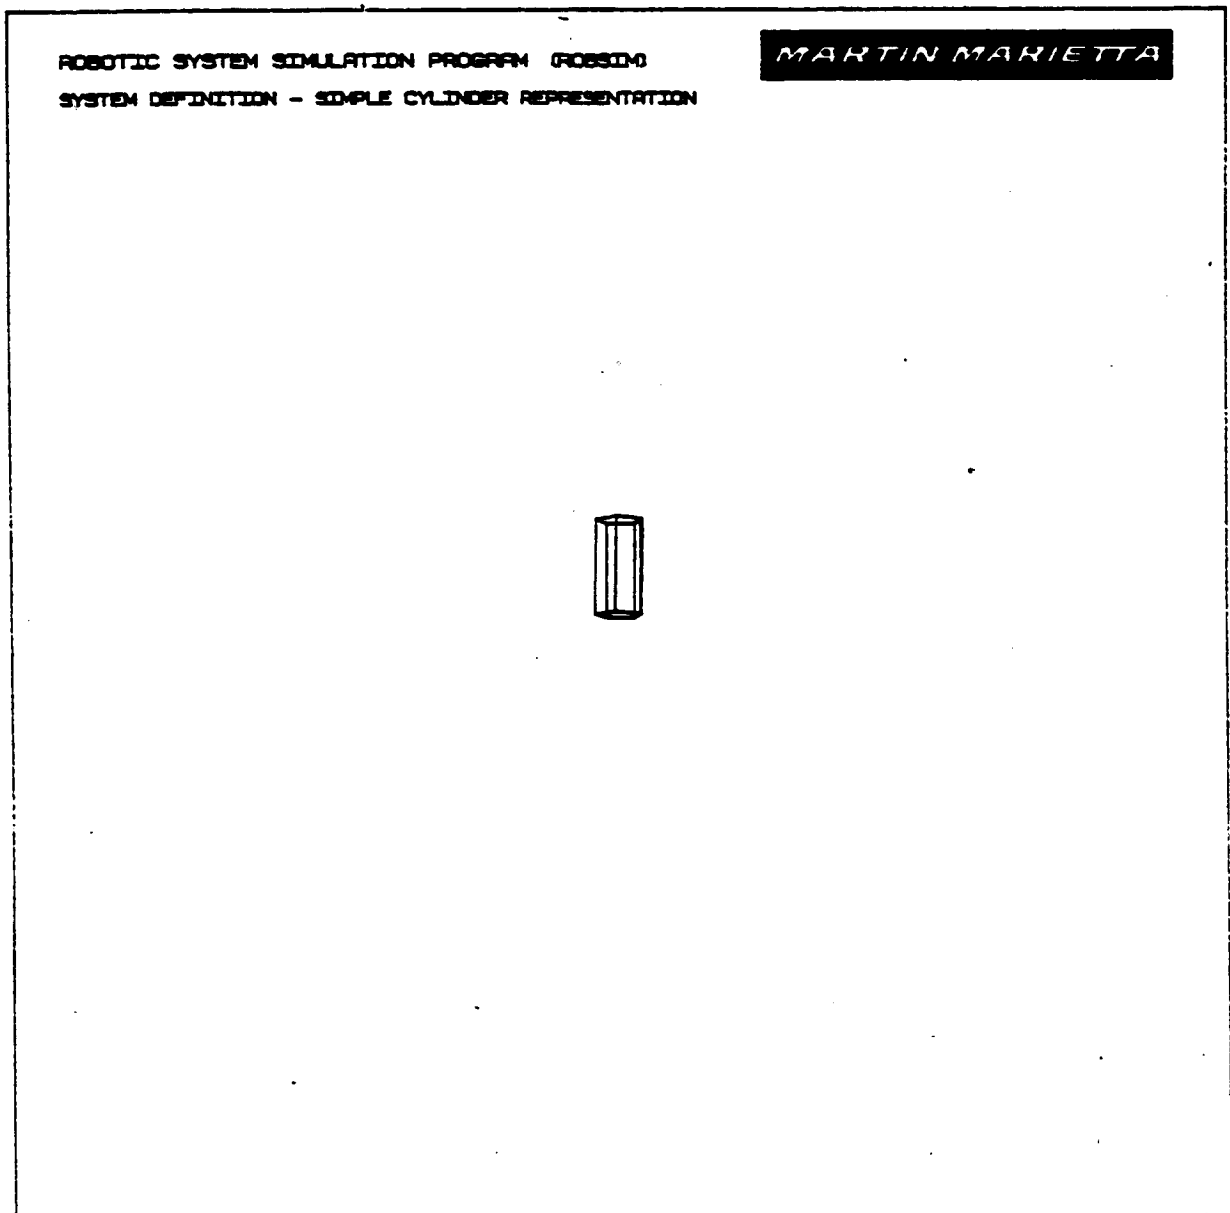 ROBOTIC SYSTEM SIMULATION PROGRAM (ROBSIM)
MARTIN MARIETTA
SYSTEM DEFINITION - SIMPLE CYLINDER REPRESENTATION